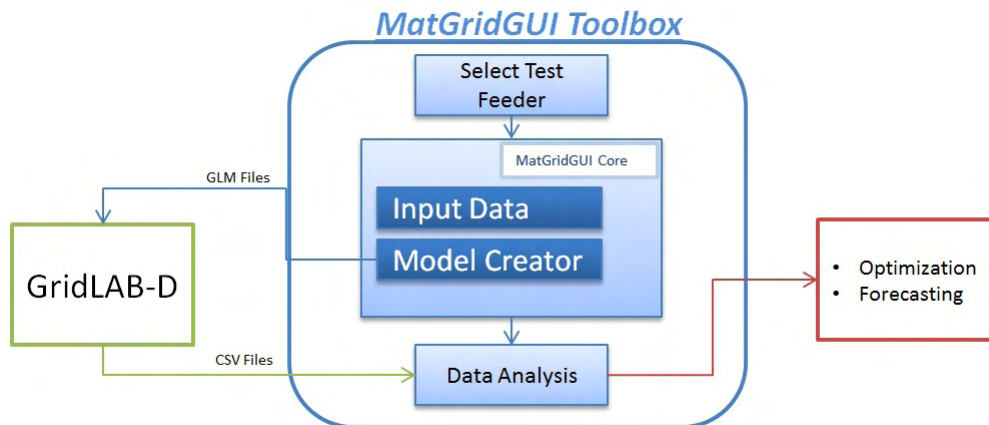 MatGridGUI Toolbox
Select Test
Feeder
MatGridGUI Core
GLM Files
Input Data
Model Creator
GridLAB-D
• Optimization
• Forecasting
CSV Files
Data Analysis